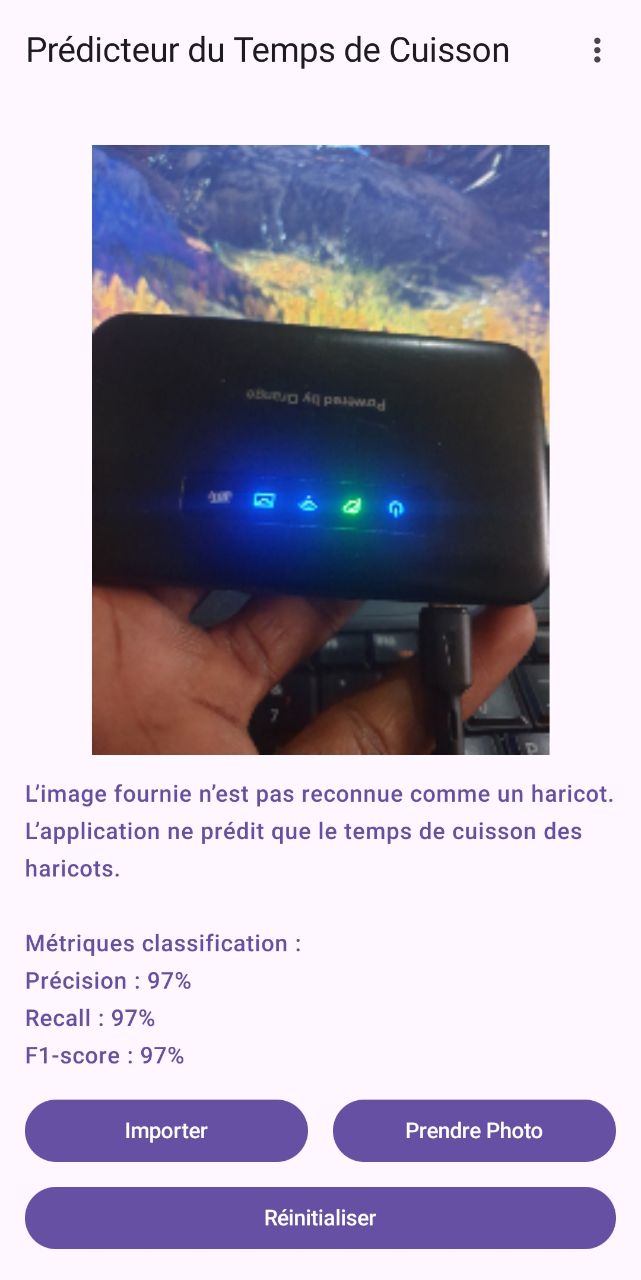 Prédicteur du Temps de Cuisson
Powered by Orange
7
L'image fournie n'est pas reconnue comme un haricot.
L'application ne prédit que le temps de cuisson des
haricots.
Métriques classification :
Précision : 97%
Recall : 97%
F1-score : 97%
Importer
Prendre Photo
Réinitialiser